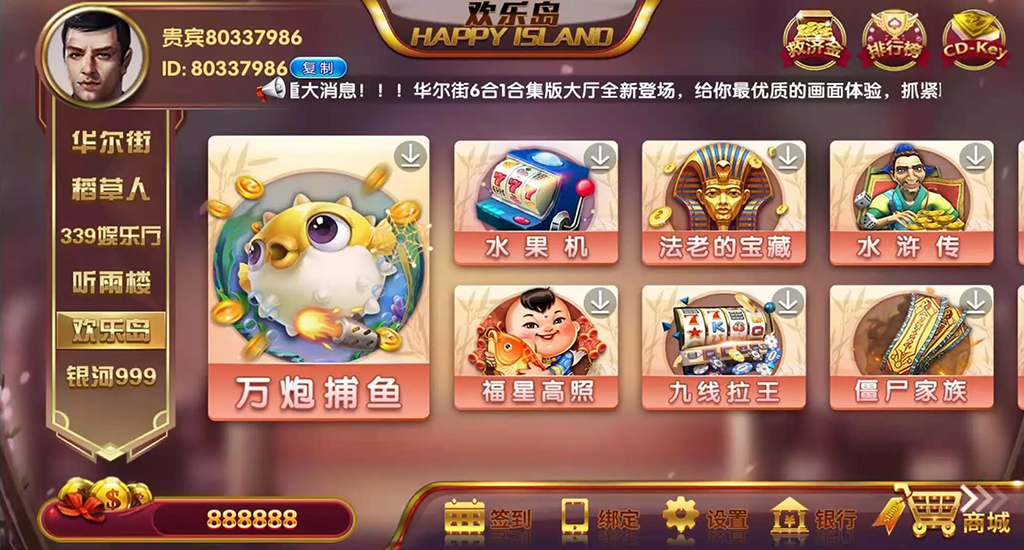 欢乐岛
HAPPY ISLAND
贵宾80337986
ID: 80337986 复制
救济金
排行榜
CD-Key
大消息！！！华尔街6合1合集版大厅全新登场，给你最优质的画面体验，抓紧
华尔街
稻草人
339娱乐厅
听雨楼
欢乐岛
银河999
777
水果机
法老的宝藏
水浒传
万炮捕鱼
福星高照
九线拉王
僵尸家族
888888
签到
绑定
设置
银行
商城